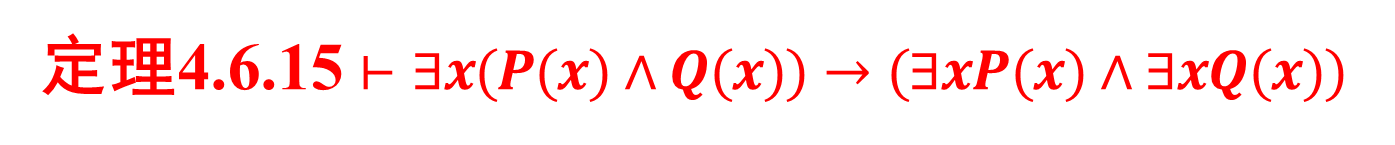 定理4.6.15 ⊢ ∃x(P(x) ∧ Q(x)) → (∃xP(x) ∧ ∃xQ(x))